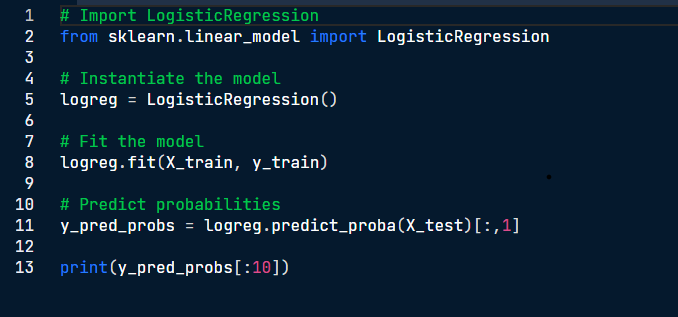 1 # Import LogisticRegression
2 from sklearn.linear_model import LogisticRegression
3
4 # Instantiate the model
5 logreg = LogisticRegression()
6
7 # Fit the model
8 logreg.fit(X_train, y_train)
9
10 # Predict probabilities
11 y_pred_probs = logreg.predict_proba(X_test)[:,1]
12
13 print(y_pred_probs[:10])